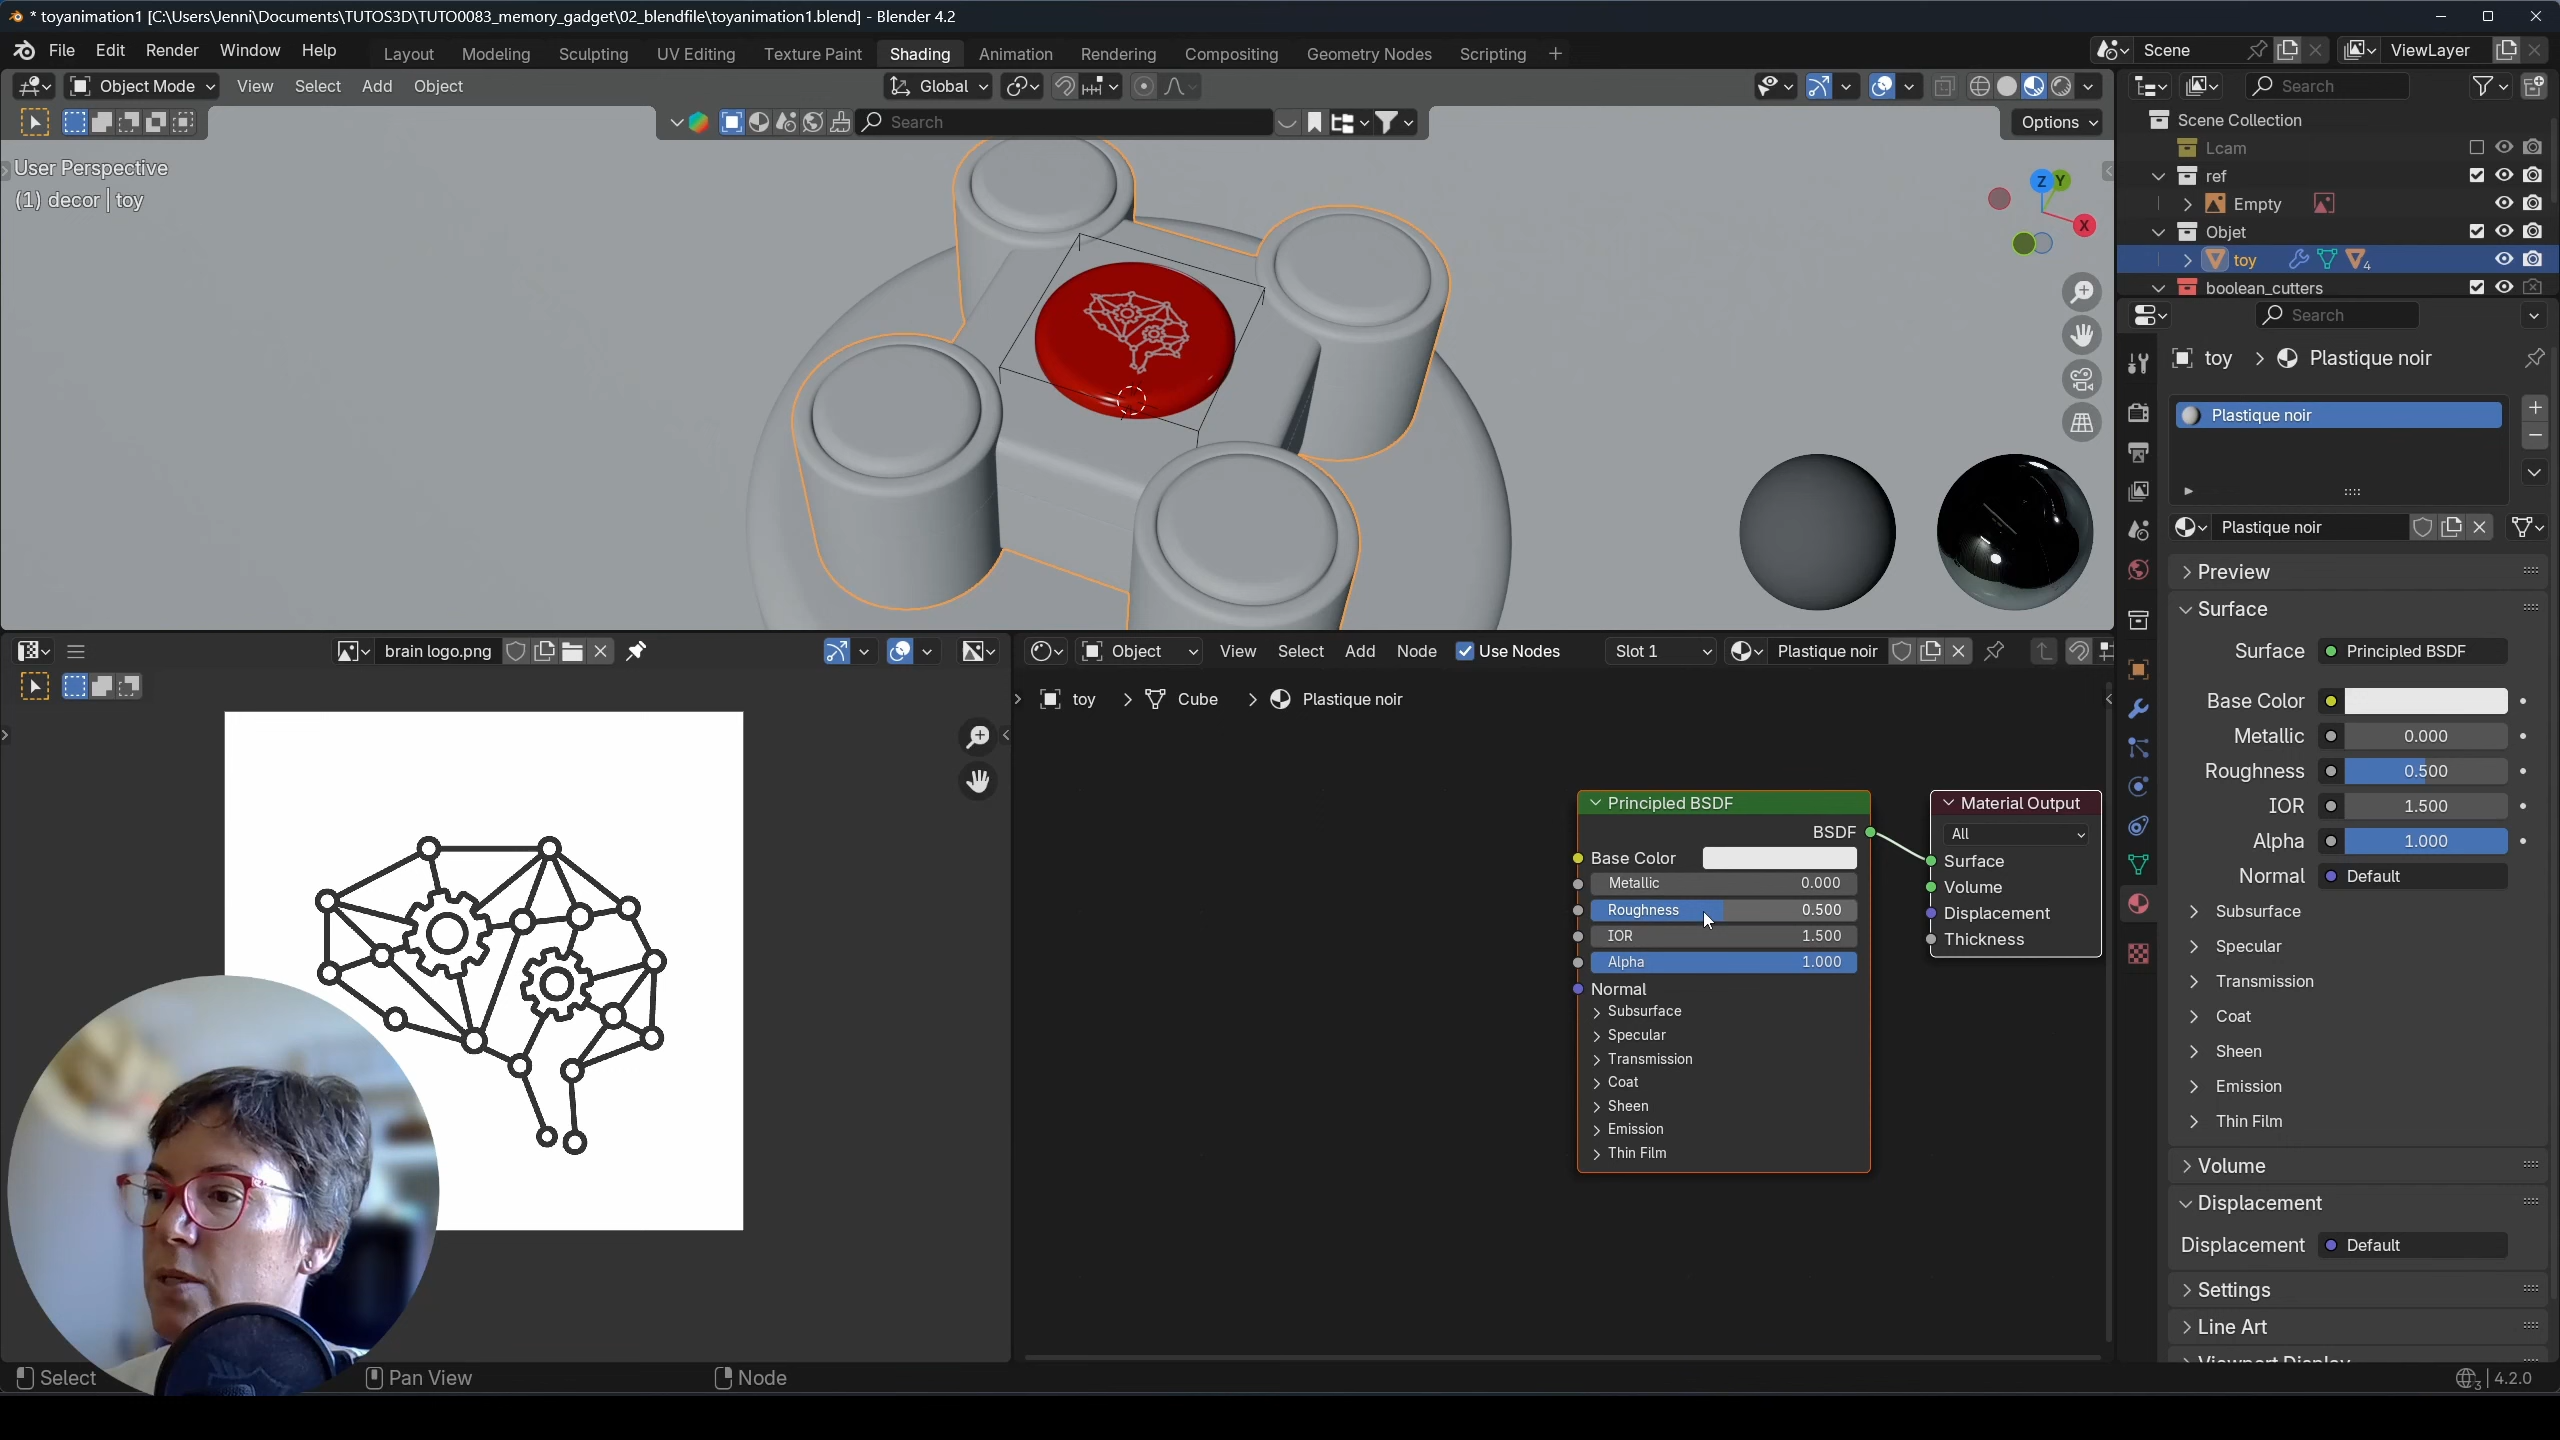 * toyanimation1 [C:\Users\Jenni\Documents\TUTOS3D\TUTO0083_memory_gadget\02_blendfile\toyanimation1.blend] - Blender 4.2
File Edit Render Window Help Layout Modeling Sculpting UV Editing Texture Paint Shading Animation Rendering Compositing Geometry Nodes Scripting + Scene ViewLayer
Object Mode View Select Add Object Global Search
Search Options
User Perspective
(1) decor | toy
Z Y
X
Scene Collection
Lcam
ref
Empty
Objet
toy 4
boolean_cutters
Search
toy > Plastique noir
Plastique noir
Plastique noir
Preview
Surface
Surface Principled BSDF
Base Color
Metallic 0.000
Roughness 0.500
IOR 1.500
Alpha 1.000
Normal Default
Subsurface
Specular
Transmission
Coat
Sheen
Emission
Thin Film
Volume
Displacement
Displacement Default
Settings
Line Art
Viewport Display
brain logo.png
Object View Select Add Node Use Nodes Slot 1 Plastique noir
toy > Cube > Plastique noir
Principled BSDF
BSDF
Base Color
Metallic 0.000
Roughness 0.500
IOR 1.500
Alpha 1.000
Normal
Subsurface
Specular
Transmission
Coat
Sheen
Emission
Thin Film
Material Output
All
Surface
Volume
Displacement
Thickness
Select Pan View Node
3 4.2.0